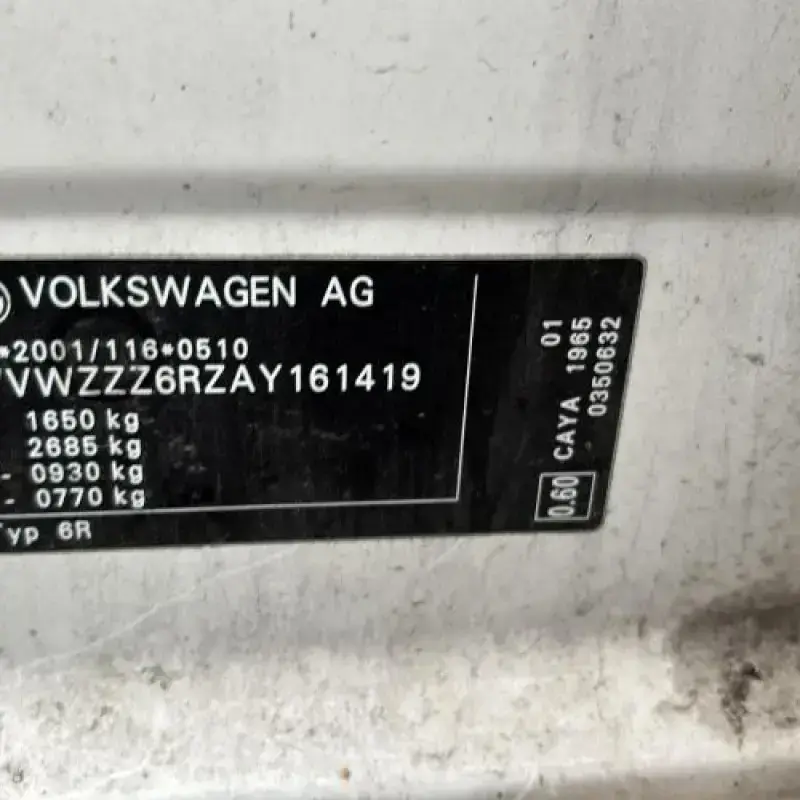 VOLKSWAGEN AG
*2001/116*0510
VWZZZ6RZAY161419
1650 kg
2685 kg
- 0930 kg
- 0770 kg
Typ 6R
01
CAYA 1965
0350632
0.60